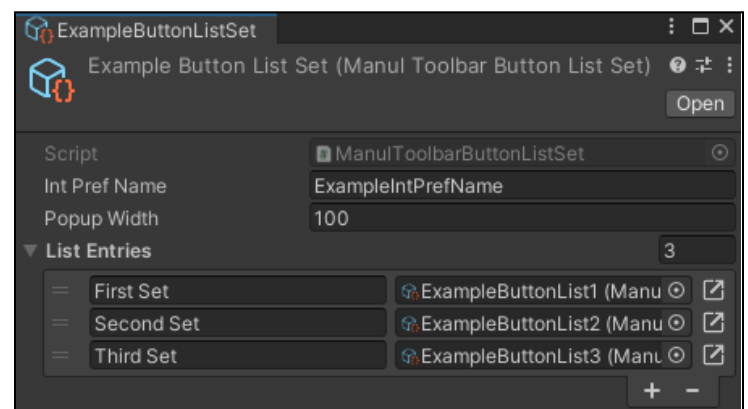 ExampleButtonListSet
Example Button List Set (Manul Toolbar Button List Set)
Open
Script ManulToolbarButtonListSet
Int Pref Name ExampleIntPrefName
Popup Width 100
List Entries 3
First Set ExampleButtonList1 (Manu
Second Set ExampleButtonList2 (Manu
Third Set ExampleButtonList3 (Manu
+ -